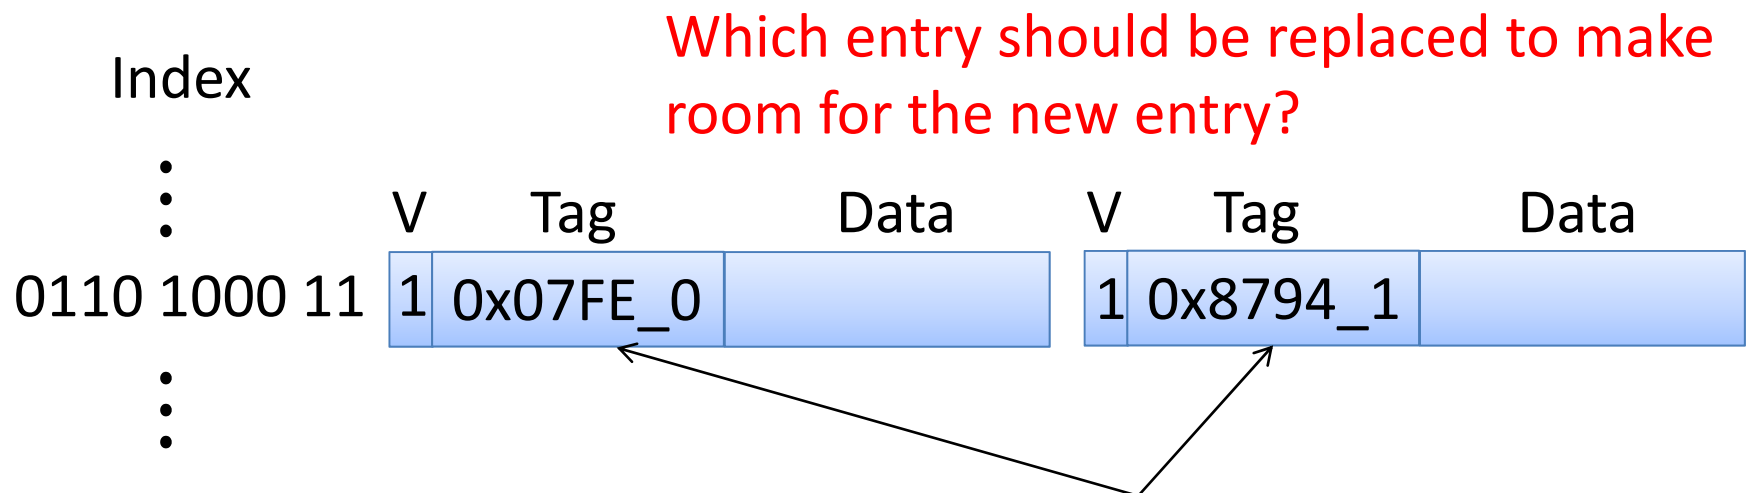 Which entry should be replaced to make
room for the new entry?
Index
V Tag Data V Tag Data
0110 1000 11 1 0x07FE_0 1 0x8794_1